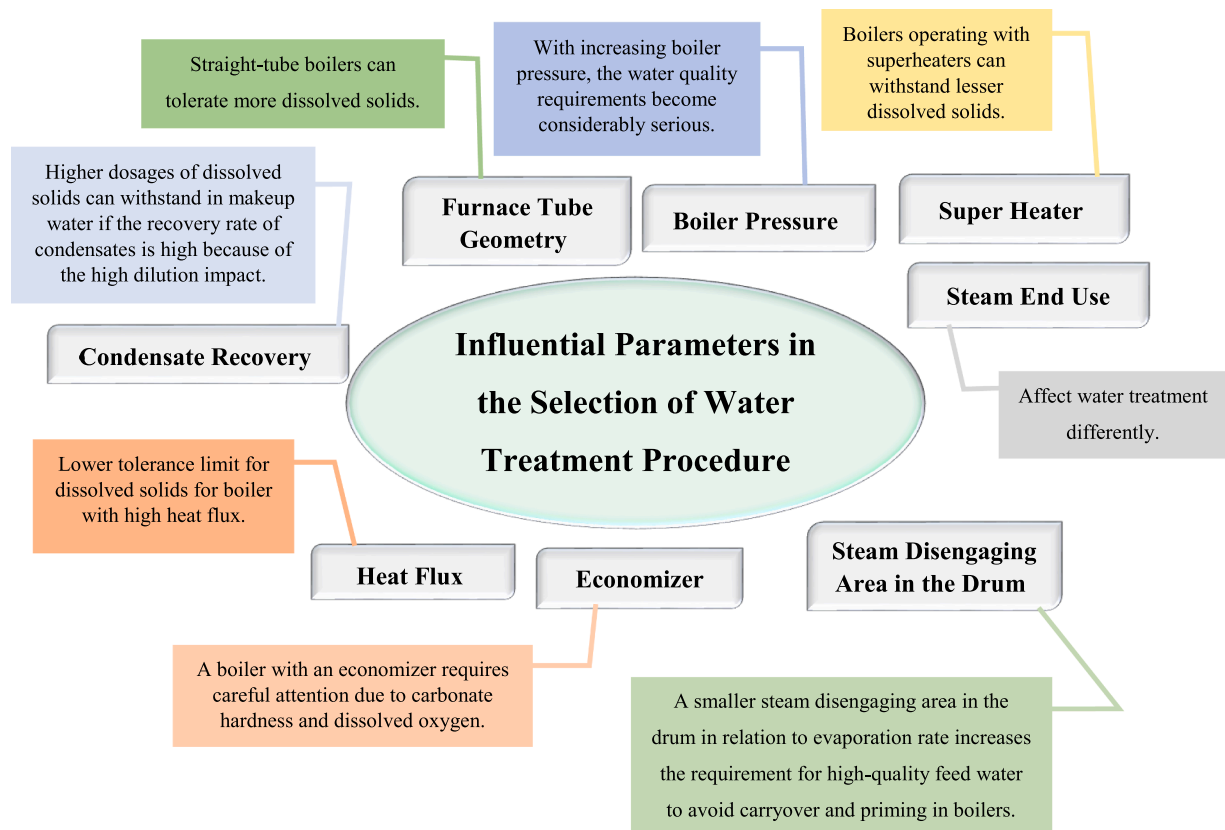 Straight-tube boilers can
tolerate more dissolved solids.
With increasing boiler
pressure, the water quality
requirements become
considerably serious.
Boilers operating with
superheaters can
withstand lesser
dissolved solids.
Higher dosages of dissolved
solids can withstand in makeup
water if the recovery rate of
condensates is high because of
the high dilution impact.
Furnace Tube
Geometry
Boiler Pressure
Super Heater
Steam End Use
Condensate Recovery
Influential Parameters in
the Selection of Water
Treatment Procedure
Affect water treatment
differently.
Lower tolerance limit for
dissolved solids for boiler
with high heat flux.
Heat Flux
Economizer
Steam Disengaging
Area in the Drum
A boiler with an economizer requires
careful attention due to carbonate
hardness and dissolved oxygen.
A smaller steam disengaging area in the
drum in relation to evaporation rate increases
the requirement for high-quality feed water
to avoid carryover and priming in boilers.